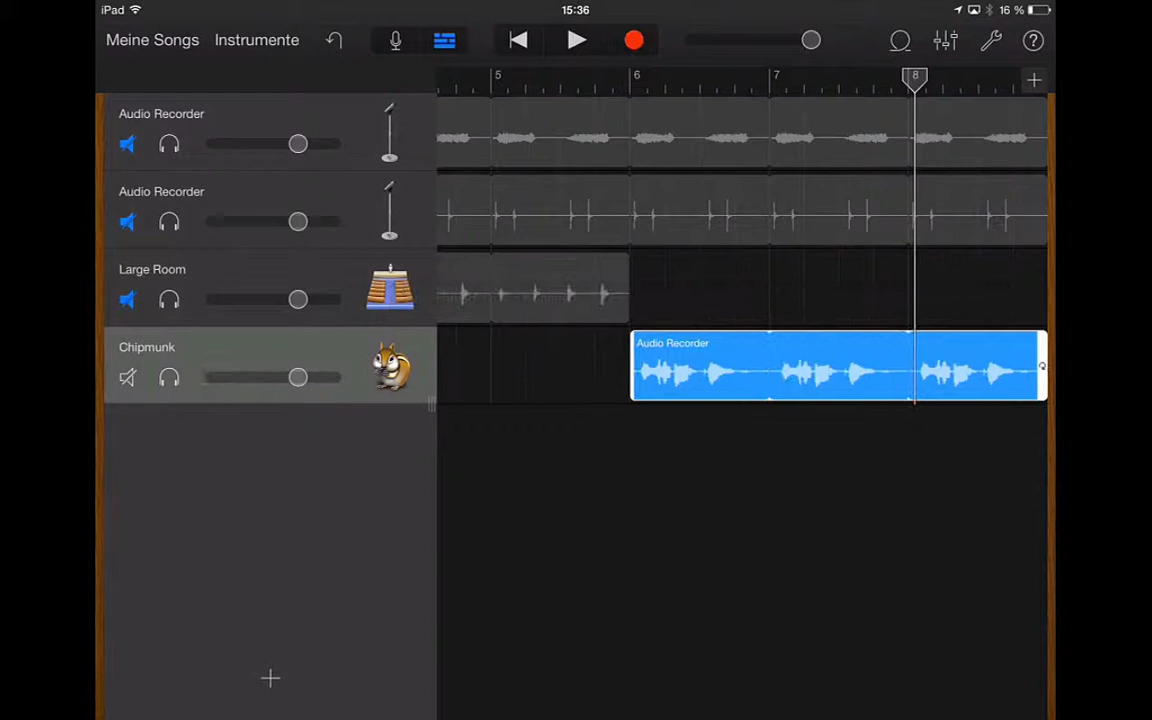 iPad 15:36 16 %
Meine Songs Instrumente
5 6 7 8
Audio Recorder
Audio Recorder
Large Room
Chipmunk
Audio Recorder